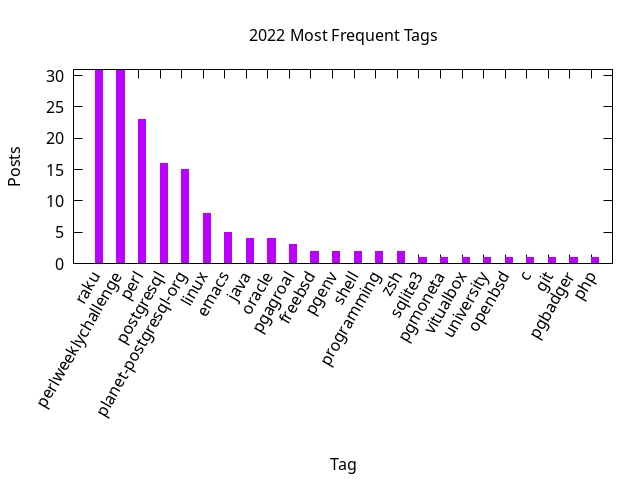 2022 Most Frequent Tags
Posts
30
25
20
15
10
5
0
raku
perlweeklychallenge
perl
postgresql
planet-postgresql-org
linux
emacs
java
oracle
pgagroal
freebsd
pgenv
shell
programming
zsh
sqlite3
pgmoneta
vitualbox
university
openbsd
c
git
pgbadger
php
Tag